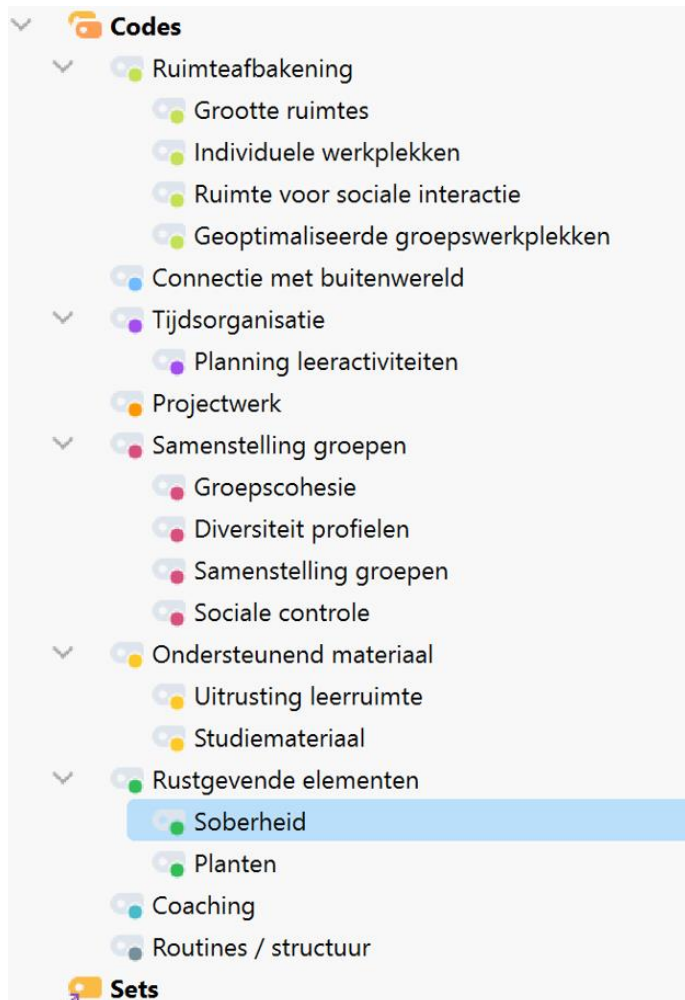 Codes
Ruimteafbakening
Grootte ruimtes
Individuele werkplekken
Ruimte voor sociale interactie
Geoptimaliseerde groepswerkplekken
Connectie met buitenwereld
Tijdsorganisatie
Planning leeractiviteiten
Projectwerk
Samenstelling groepen
Groepscohesie
Diversiteit profielen
Samenstelling groepen
Sociale controle
Ondersteunend materiaal
Uitrusting leerruimte
Studiemateriaal
Rustgevende elementen
Soberheid
Planten
Coaching
Routines / structuur
Sets